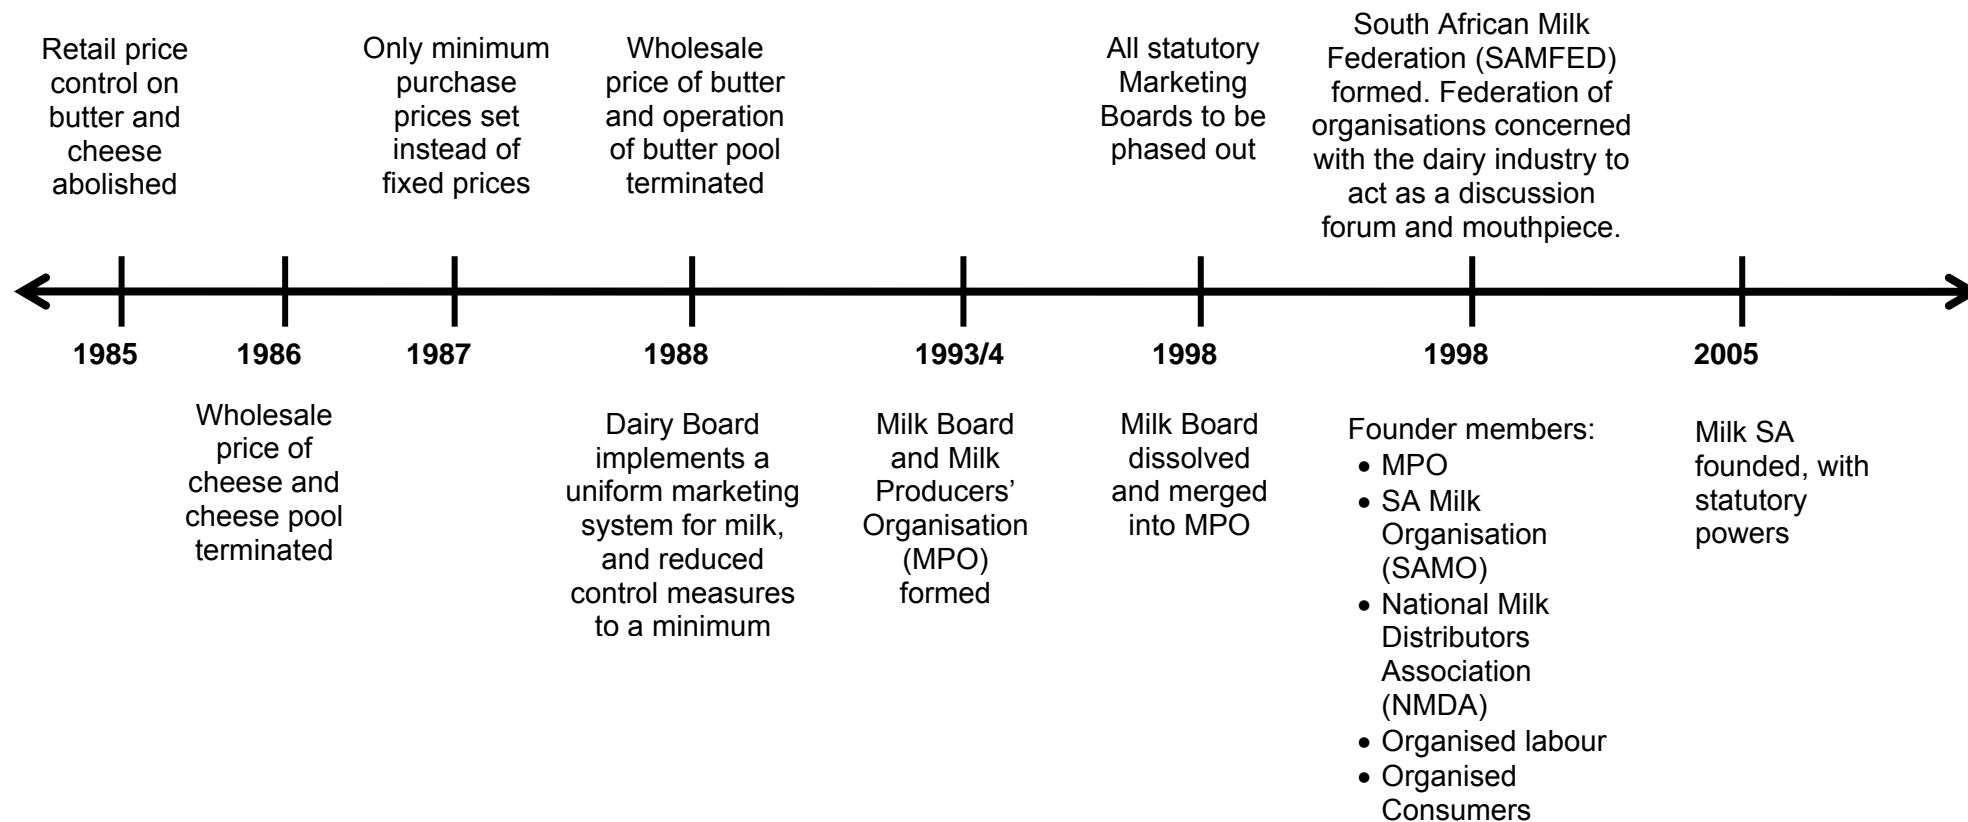 Retail price
control on
butter and
cheese
abolished
Only minimum
purchase
prices set
instead of
fixed prices
Wholesale
price of butter
and operation
of butter pool
terminated
All statutory
Marketing
Boards to be
phased out
South African Milk
Federation (SAMFED)
formed. Federation of
organisations concerned
with the dairy industry to
act as a discussion
forum and mouthpiece.
1985
1986
1987
1988
1993/4
1998
1998
2005
Wholesale
price of
cheese and
cheese pool
terminated
Dairy Board
implements a
uniform marketing
system for milk,
and reduced
control measures
to a minimum
Milk Board
and Milk
Producers’
Organisation
(MPO)
formed
Milk Board
dissolved
and merged
into MPO
Founder members:
• MPO
• SA Milk
Organisation
(SAMO)
• National Milk
Distributors
Association
(NMDA)
• Organised labour
• Organised
Consumers
Milk SA
founded, with
statutory
powers